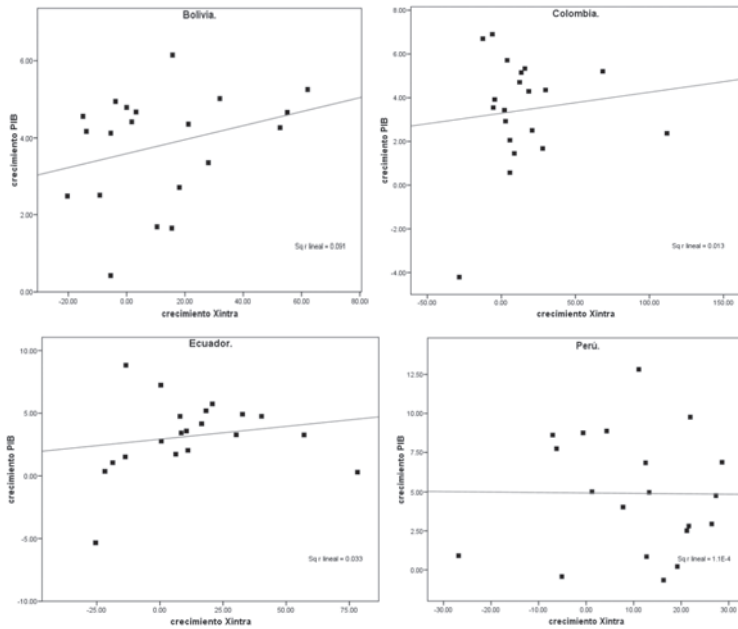 Bolivia.
crecimiento PIB
6.00
4.00
2.00
0.00
Sq r lineal = 0.091
-20.00 0.00 20.00 40.00 60.00 80.00
crecimiento Xintra
Colombia.
crecimiento PIB
8.00
6.00
4.00
2.00
0.00
-2.00
-4.00
Sq r lineal = 0.013
-50.00 0.00 50.00 100.00 150.00
crecimiento Xintra
Ecuador.
crecimiento PIB
10.00
5.00
0.00
-5.00
-10.00
Sq r lineal = 0.033
-25.00 0.00 25.00 50.00 75.00
crecimiento Xintra
Perú.
crecimiento PIB
12.50
10.00
7.50
5.00
2.50
0.00
Sq r lineal = 1.1E-4
-30.00 -20.00 -10.00 0.00 10.00 20.00 30.00
crecimiento Xintra